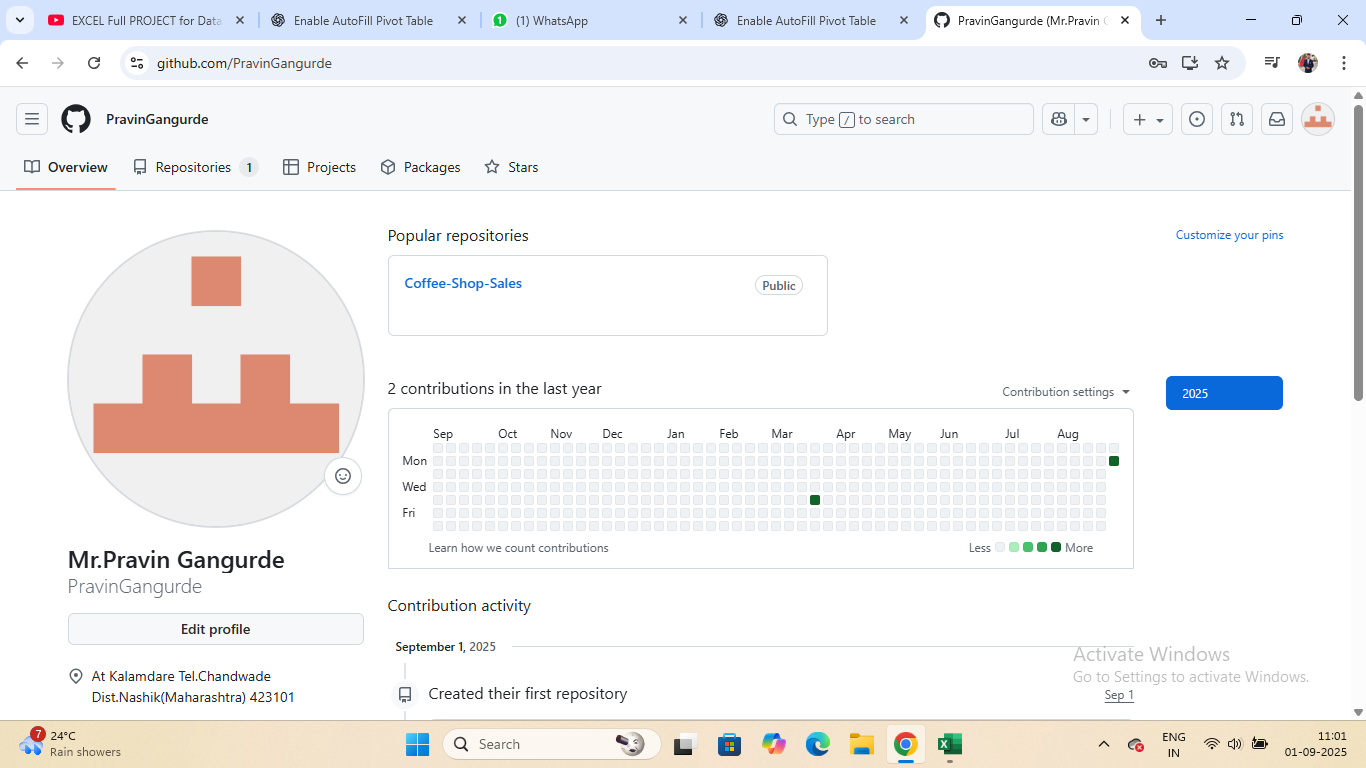 EXCEL Full PROJECT for Data
Enable AutoFill Pivot Table
(1) WhatsApp
Enable AutoFill Pivot Table
PravinGangurde (Mr.Pravin G
github.com/PravinGangurde
PravinGangurde
Type / to search
Overview
Repositories 1
Projects
Packages
Stars
Popular repositories
Customize your pins
Coffee-Shop-Sales
Public
2 contributions in the last year
Contribution settings
2025
Sep Oct Nov Dec Jan Feb Mar Apr May Jun Jul Aug
Mon
Wed
Fri
Learn how we count contributions
Less More
Mr.Pravin Gangurde
PravinGangurde
Edit profile
At Kalamdare Tel.Chandwade
Dist.Nashik(Maharashtra) 423101
Contribution activity
September 1, 2025
Created their first repository
Sep 1
Activate Windows
Go to Settings to activate Windows.
7
24°C
Rain showers
Search
ENG
IN
11:01
01-09-2025